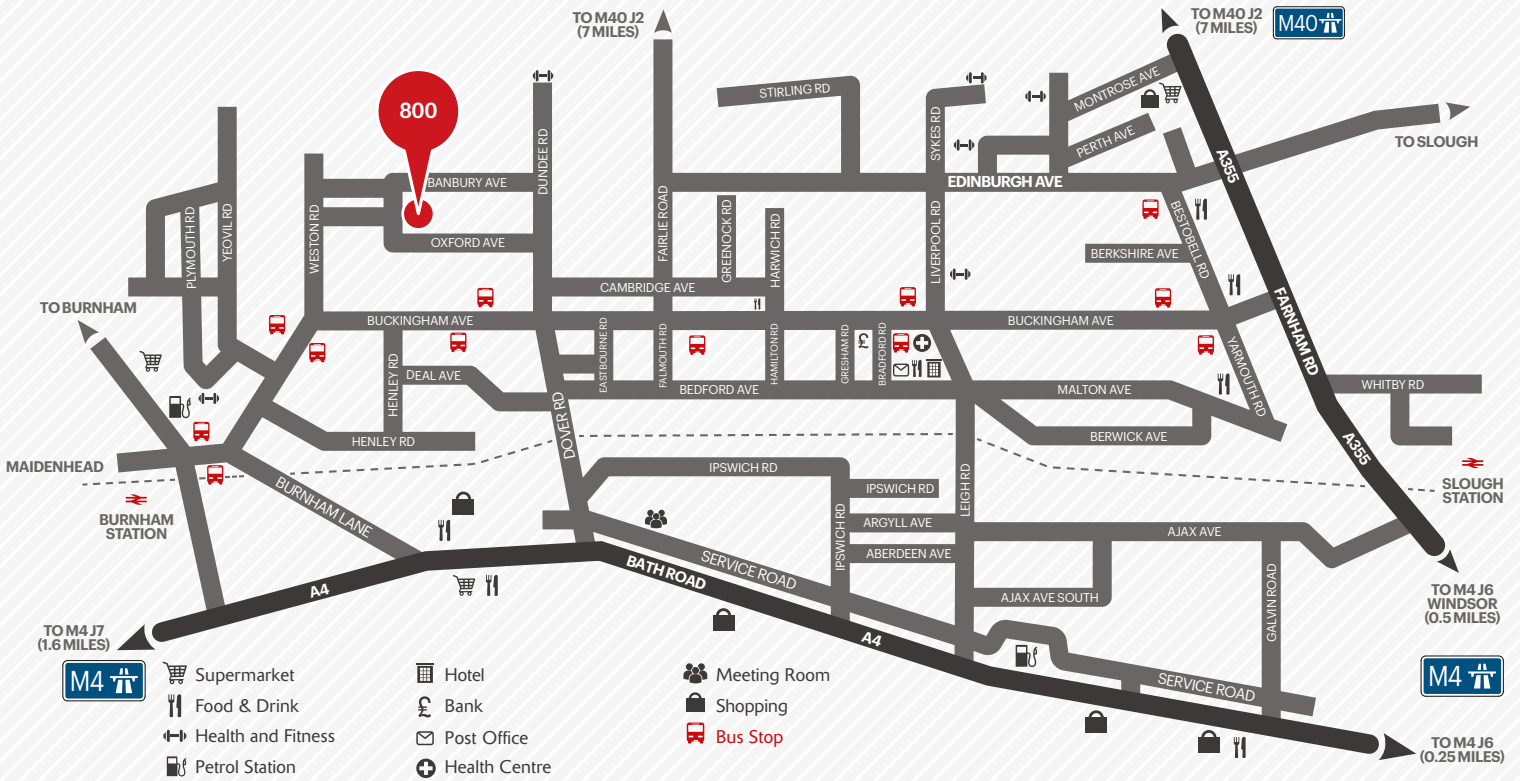 TO M40 J2
(7 MILES)
TO M40 J2
(7 MILES)
M40
800
STIRLING RD
MONTROSE AVE
PERTH AVE
SYKES RD
DUNDEE RD
TO SLOUGH
A355
BANBURY AVE
EDINBURGH AVE
PLYMOUTH RD
YEOVIL RD
WESTON RD
OXFORD AVE
FAIRLIE ROAD
GREENOCK RD
HARWICH RD
LIVERPOOL RD
BESTOBELL RD
BERKSHIRE AVE
CAMBRIDGE AVE
TO BURNHAM
BUCKINGHAM AVE
BUCKINGHAM AVE
FARNHAM RD
EASTBOURNE RD
FALMOUTH RD
HAMILTON RD
GRESHAM RD
BRADFORD RD
YARMOUTH RD
HENLEY RD
DEAL AVE
BEDFORD AVE
MALTON AVE
WHITBY RD
DOVER RD
HENLEY RD
BERWICK AVE
A355
MAIDENHEAD
IPSWICH RD
IPSWICH RD
LEIGH RD
SLOUGH
STATION
BURNHAM
STATION
BURNHAM LANE
IPSWICH RD
ARGYLL AVE
AJAX AVE
ABERDEEN AVE
SERVICE ROAD
BATH ROAD
A4
AJAX AVE SOUTH
GALVIN ROAD
TO M4 J6
WINDSOR
(0.5 MILES)
TO M4 J7
(1.6 MILES)
A4
M4
M4
SERVICE ROAD
TO M4 J6
(0.25 MILES)
Supermarket
Food & Drink
Health and Fitness
Petrol Station
Hotel
£ Bank
Post Office
Health Centre
Meeting Room
Shopping
Bus Stop
£